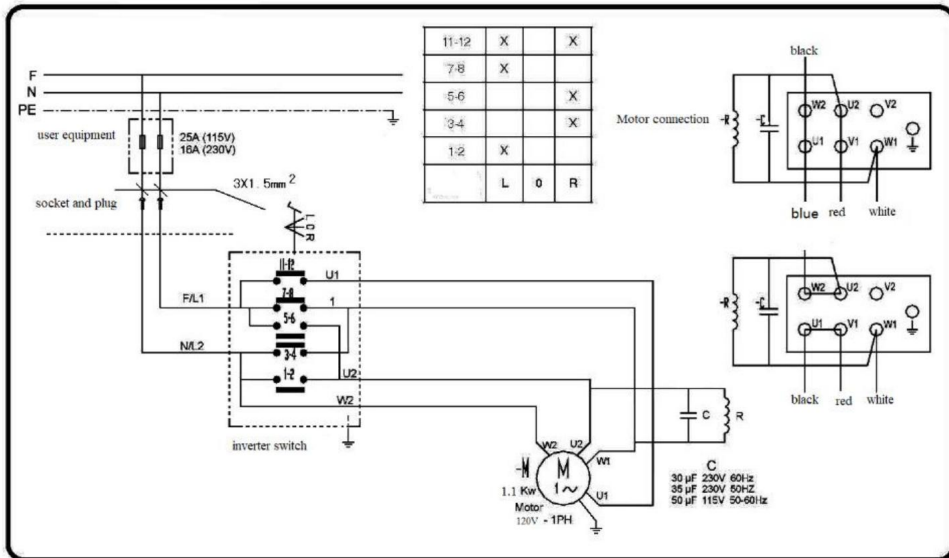 F
N
PE
user equipment
25A (115V)
16A (230V)
socket and plug
3X1.5mm 2
L 0 R
11-12 X X
7-8 X
5-6 X
3-4 X
1-2 X
L 0 R
11-12
7-8
5-6
3-4
1-2
F/L1
N/L2
U1
1
U2
W2
inverter switch
W2
U2
W1
U1
-M
M
1~
1.1 Kw
Motor
120V - 1PH
C
R
C
30 µF 230V 60Hz
35 µF 230V 50HZ
50 µF 115V 50-60Hz
Motor connection
black
-R
-C
W2 U2 V2
U1 V1 W1
blue red white
-R
-C
W2 U2 V2
U1 V1 W1
black red white